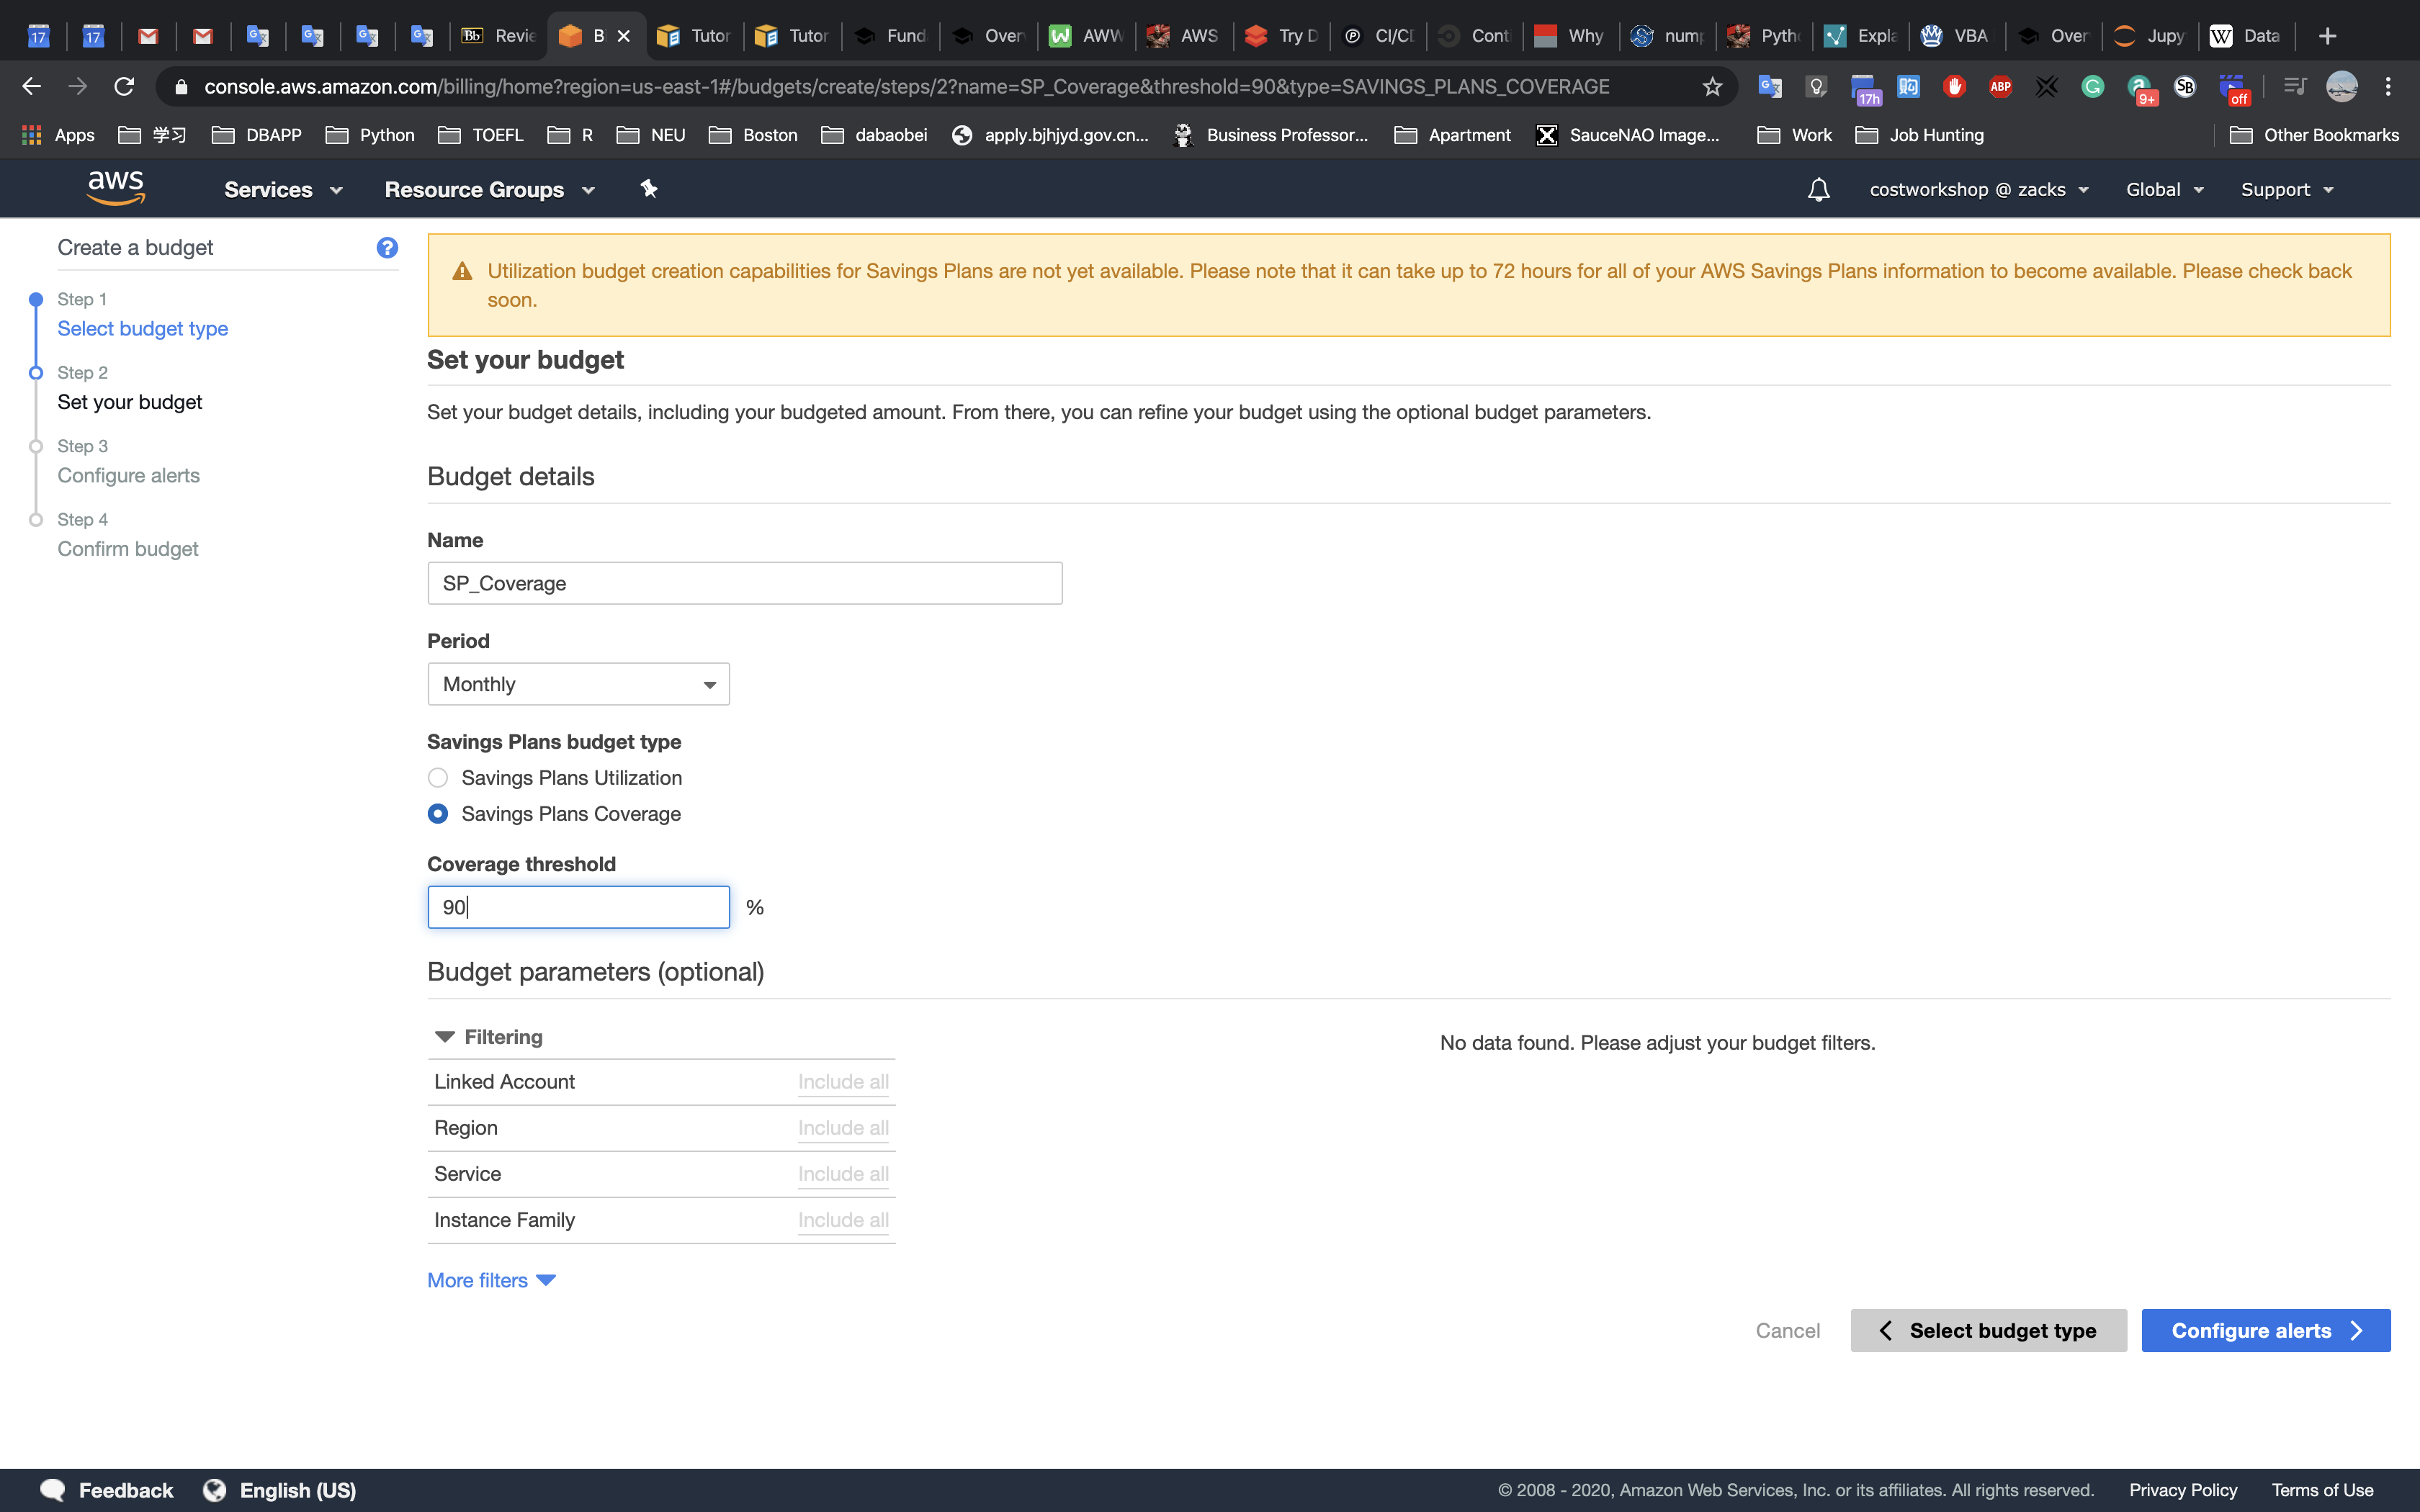 17
17
Bb Revie
B
Tutor
Tutor
Fund
Over
AWW
AWS
Try D
CI/CD
Cont
Why
num
Pyth
Expla
VBA
Over
Jupy
W Data
console.aws.amazon.com/billing/home?region=us-east-1#/budgets/create/steps/2?name=SP_Coverage&threshold=90&type=SAVINGS_PLANS_COVERAGE
17h
ABP
9+
SB
off
Apps
学习
DBAPP
Python
TOEFL
R
NEU
Boston
dabaobei
apply.bjhjyd.gov.cn...
Business Professor...
Apartment
SauceNAO Image...
Work
Job Hunting
Other Bookmarks
aws
Services
Resource Groups
costworkshop @ zacks
Global
Support
Create a budget
?
Step 1
Select budget type
Step 2
Set your budget
Step 3
Configure alerts
Step 4
Confirm budget
Utilization budget creation capabilities for Savings Plans are not yet available. Please note that it can take up to 72 hours for all of your AWS Savings Plans information to become available. Please check back
soon.
Set your budget
Set your budget details, including your budgeted amount. From there, you can refine your budget using the optional budget parameters.
Budget details
Name
SP_Coverage
Period
Monthly
Savings Plans budget type
Savings Plans Utilization
Savings Plans Coverage
Coverage threshold
90 %
Budget parameters (optional)
Filtering
No data found. Please adjust your budget filters.
Linked Account Include all
Region Include all
Service Include all
Instance Family Include all
More filters
Cancel
Select budget type
Configure alerts
Feedback
English (US)
© 2008 - 2020, Amazon Web Services, Inc. or its affiliates. All rights reserved.
Privacy Policy
Terms of Use